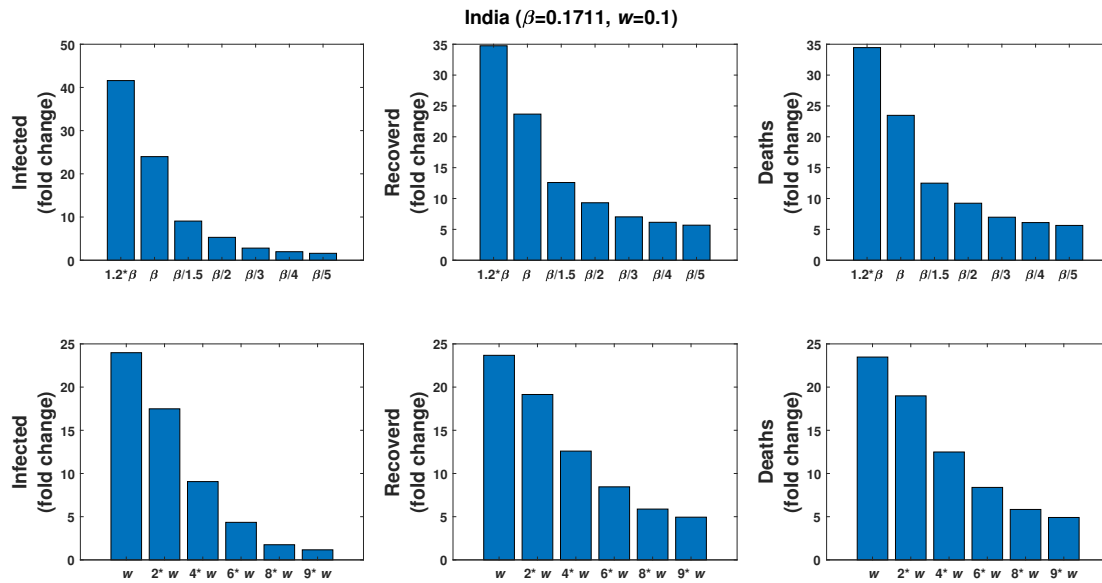 India (β=0.1711, w=0.1)
Infected
(fold change)
50
40
30
20
10
0
1.2*β β β/1.5 β/2 β/3 β/4 β/5
Recoverd
(fold change)
35
30
25
20
15
10
5
0
1.2*β β β/1.5 β/2 β/3 β/4 β/5
Deaths
(fold change)
35
30
25
20
15
10
5
0
1.2*β β β/1.5 β/2 β/3 β/4 β/5
Infected
(fold change)
25
20
15
10
5
0
w 2* w 4* w 6* w 8* w 9* w
Recoverd
(fold change)
25
20
15
10
5
0
w 2* w 4* w 6* w 8* w 9* w
Deaths
(fold change)
25
20
15
10
5
0
w 2* w 4* w 6* w 8* w 9* w